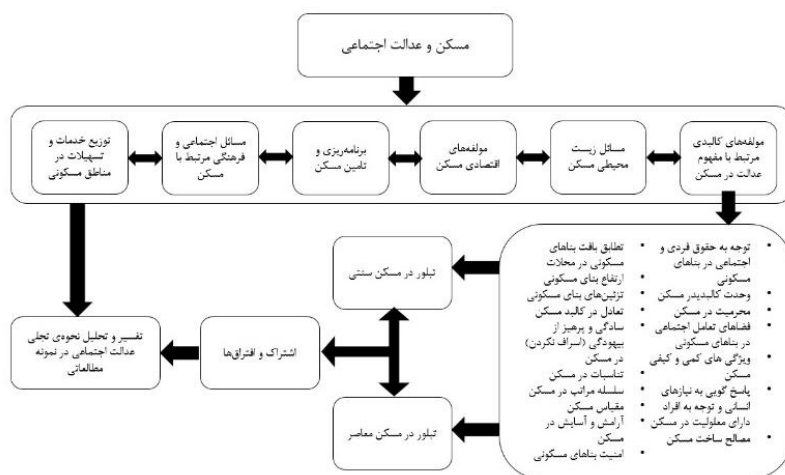 مسکن و عدالت اجتماعی
مولفه‌های کالبدی
مرتبط با مفهوم
عدالت در مسکن
مسائل زیست
محیطی مسکن
مولفه‌های
اقتصادی مسکن
برنامه‌ریزی و
تامین مسکن
مسائل اجتماعی و
فرهنگی مرتبط با
مسکن
توزیع خدمات و
تسهیلات در
مناطق مسکونی
• توجه به حقوق فردی و
اجتماعی در بناهای
مسکونی
• وحدت کالبدیدر مسکن
• محرمیت در مسکن
• فضاهای تعامل اجتماعی
در بناهای مسکونی
• ویژگی های کمی و کیفی
مسکن
• پاسخ گویی به نیازهای
انسانی و توجه به افراد
دارای معلولیت در مسکن
• مصالح ساخت مسکن
• تطابق بافت بناهای
مسکونی در محلات
• ارتفاع بنای مسکونی
• تزئین‌های بنای مسکونی
• تعادل در کالبد مسکن
• سادگی و پرهیز از
بیهودگی (اسراف نکردن)
در مسکن
• تناسبات در مسکن
• سلسله مراتب در مسکن
• مقیاس مسکن
• آرامش و آسایش در
مسکن
• امنیت بناهای مسکونی
تبلور در مسکن سنتی
تبلور در مسکن معاصر
اشتراک و افتراق‌ها
تفسیر و تحلیل نحوه‌ی تجلی
عدالت اجتماعی در نمونه
مطالعاتی